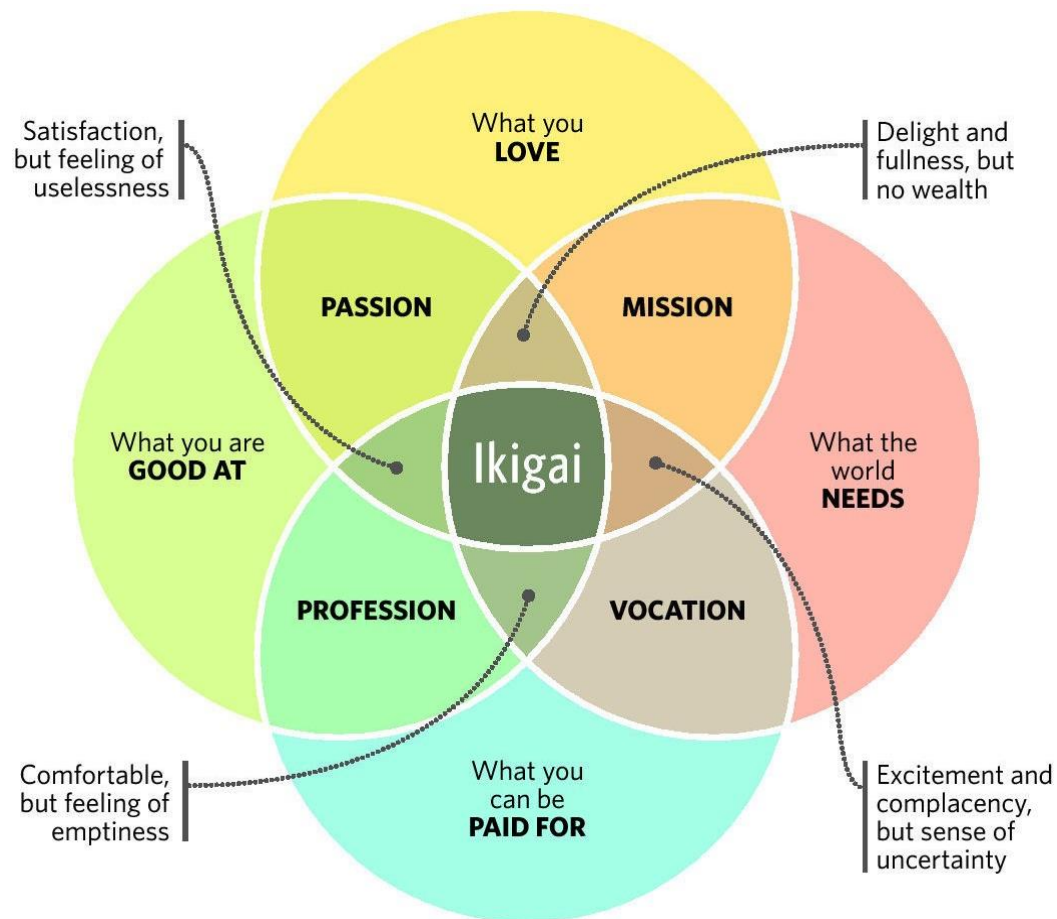 What you
LOVE
Satisfaction,
but feeling of
uselessness
Delight and
fullness, but
no wealth
PASSION
MISSION
What you are
GOOD AT
Ikigai
What the
world
NEEDS
PROFESSION
VOCATION
What you
can be
PAID FOR
Comfortable,
but feeling of
emptiness
Excitement and
complacency,
but sense of
uncertainty